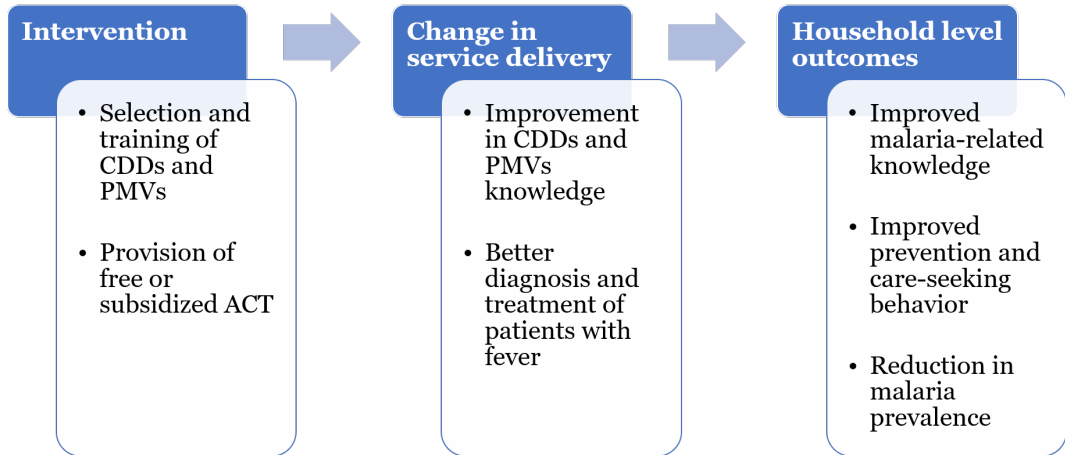 Intervention
• Selection and
training of
CDDs and
PMVs
• Provision of
free or
subsidized ACT
Change in
service delivery
• Improvement
in CDDs and
PMVs
knowledge
• Better
diagnosis and
treatment of
patients with
fever
Household level
outcomes
• Improved
malaria-related
knowledge
• Improved
prevention and
care-seeking
behavior
• Reduction in
malaria
prevalence